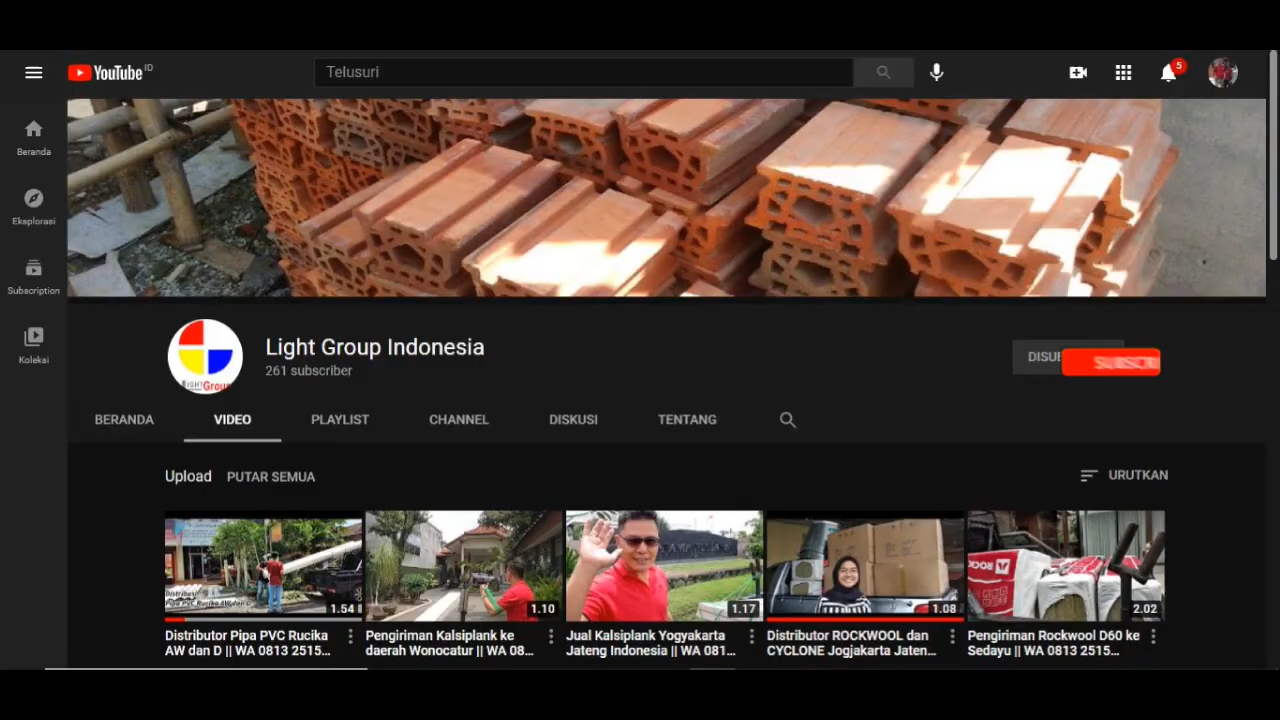 YouTube ID
Telusuri
5
Beranda
Eksplorasi
Subscription
Kolekai
Light Group Indonesia
261 subscriber
BERANDA
VIDEO
PLAYLIST
CHANNEL
DISKUSI
TENTANG
Upload
PUTAR SEMUA
URUTKAN
1.54
1.10
1.17
1.08
2.02
Distributor Pipa PVC Rucika
AW dan D || WA 0813 2515...
Pengiriman Kalsiplank ke
daerah Wonocatur || WA 08...
Jual Kalsiplank Yogyakarta
Jateng Indonesia || WA 081...
Distributor ROCKWOOL dan
CYCLONE Jogjakarta Jaten...
Pengiriman Rockwool D60 ke
Sedayu || WA 0813 2515...